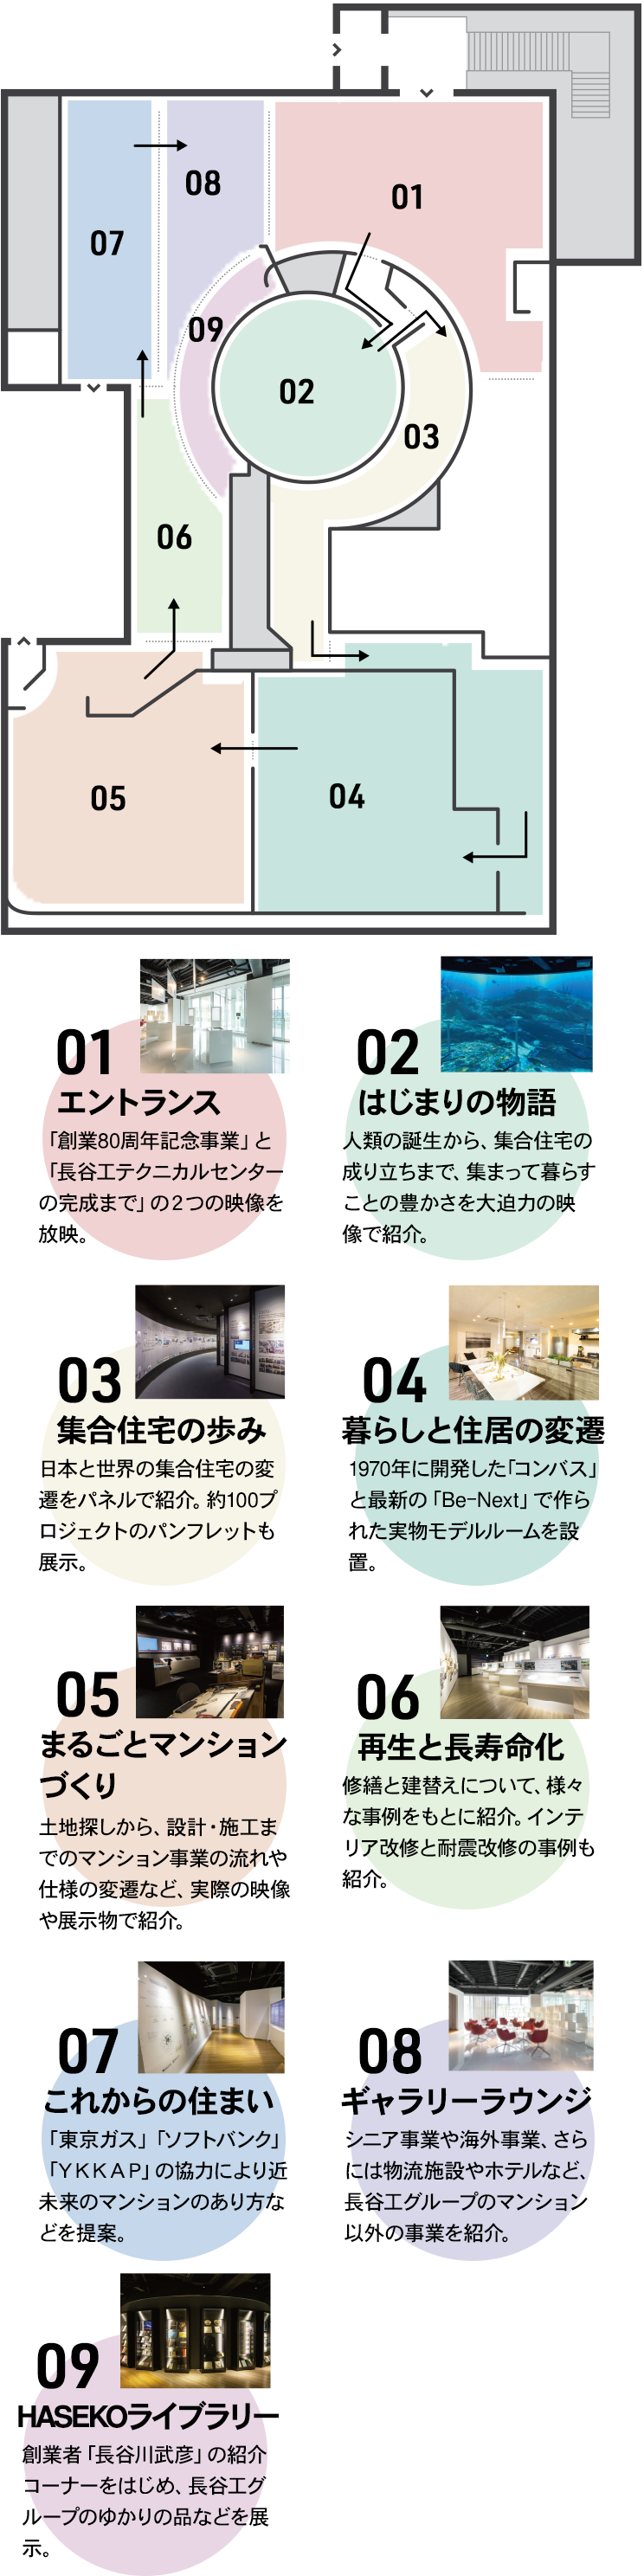 01
08
07
09
02
03
06
05
04
01
エントランス
「創業80周年記念事業」と
「長谷工テクニカルセンター
の完成まで」の２つの映像を
放映。
02
はじまりの物語
人類の誕生から、集合住宅の
成り立ちまで、集まって暮らす
ことの豊かさを大迫力の映
像で紹介。
03
集合住宅の歩み
日本と世界の集合住宅の変
遷をパネルで紹介。約100プ
ロジェクトのパンフレットも
展示。
04
暮らしと住居の変遷
1970年に開発した「コンバス」
と最新の「Be-Next」で作ら
れた実物モデルルームを設
置。
05
まるごとマンション
づくり
土地探しから、設計・施工ま
でのマンション事業の流れや
仕様の変遷など、実際の映像
や展示物で紹介。
06
再生と長寿命化
修繕と建替えについて、様々
な事例をもとに紹介。インテ
リア改修と耐震改修の事例も
紹介。
07
これからの住まい
「東京ガス」「ソフトバンク」
「ＹＫＫＡＰ」の協力により近
未来のマンションのあり方な
どを提案。
08
ギャラリーラウンジ
シニア事業や海外事業、さら
には物流施設やホテルなど、
長谷工グループのマンション
以外の事業を紹介。
09
HASEKOライブラリー
創業者「長谷川武彦」の紹介
コーナーをはじめ、長谷工グ
ループのゆかりの品などを展
示。